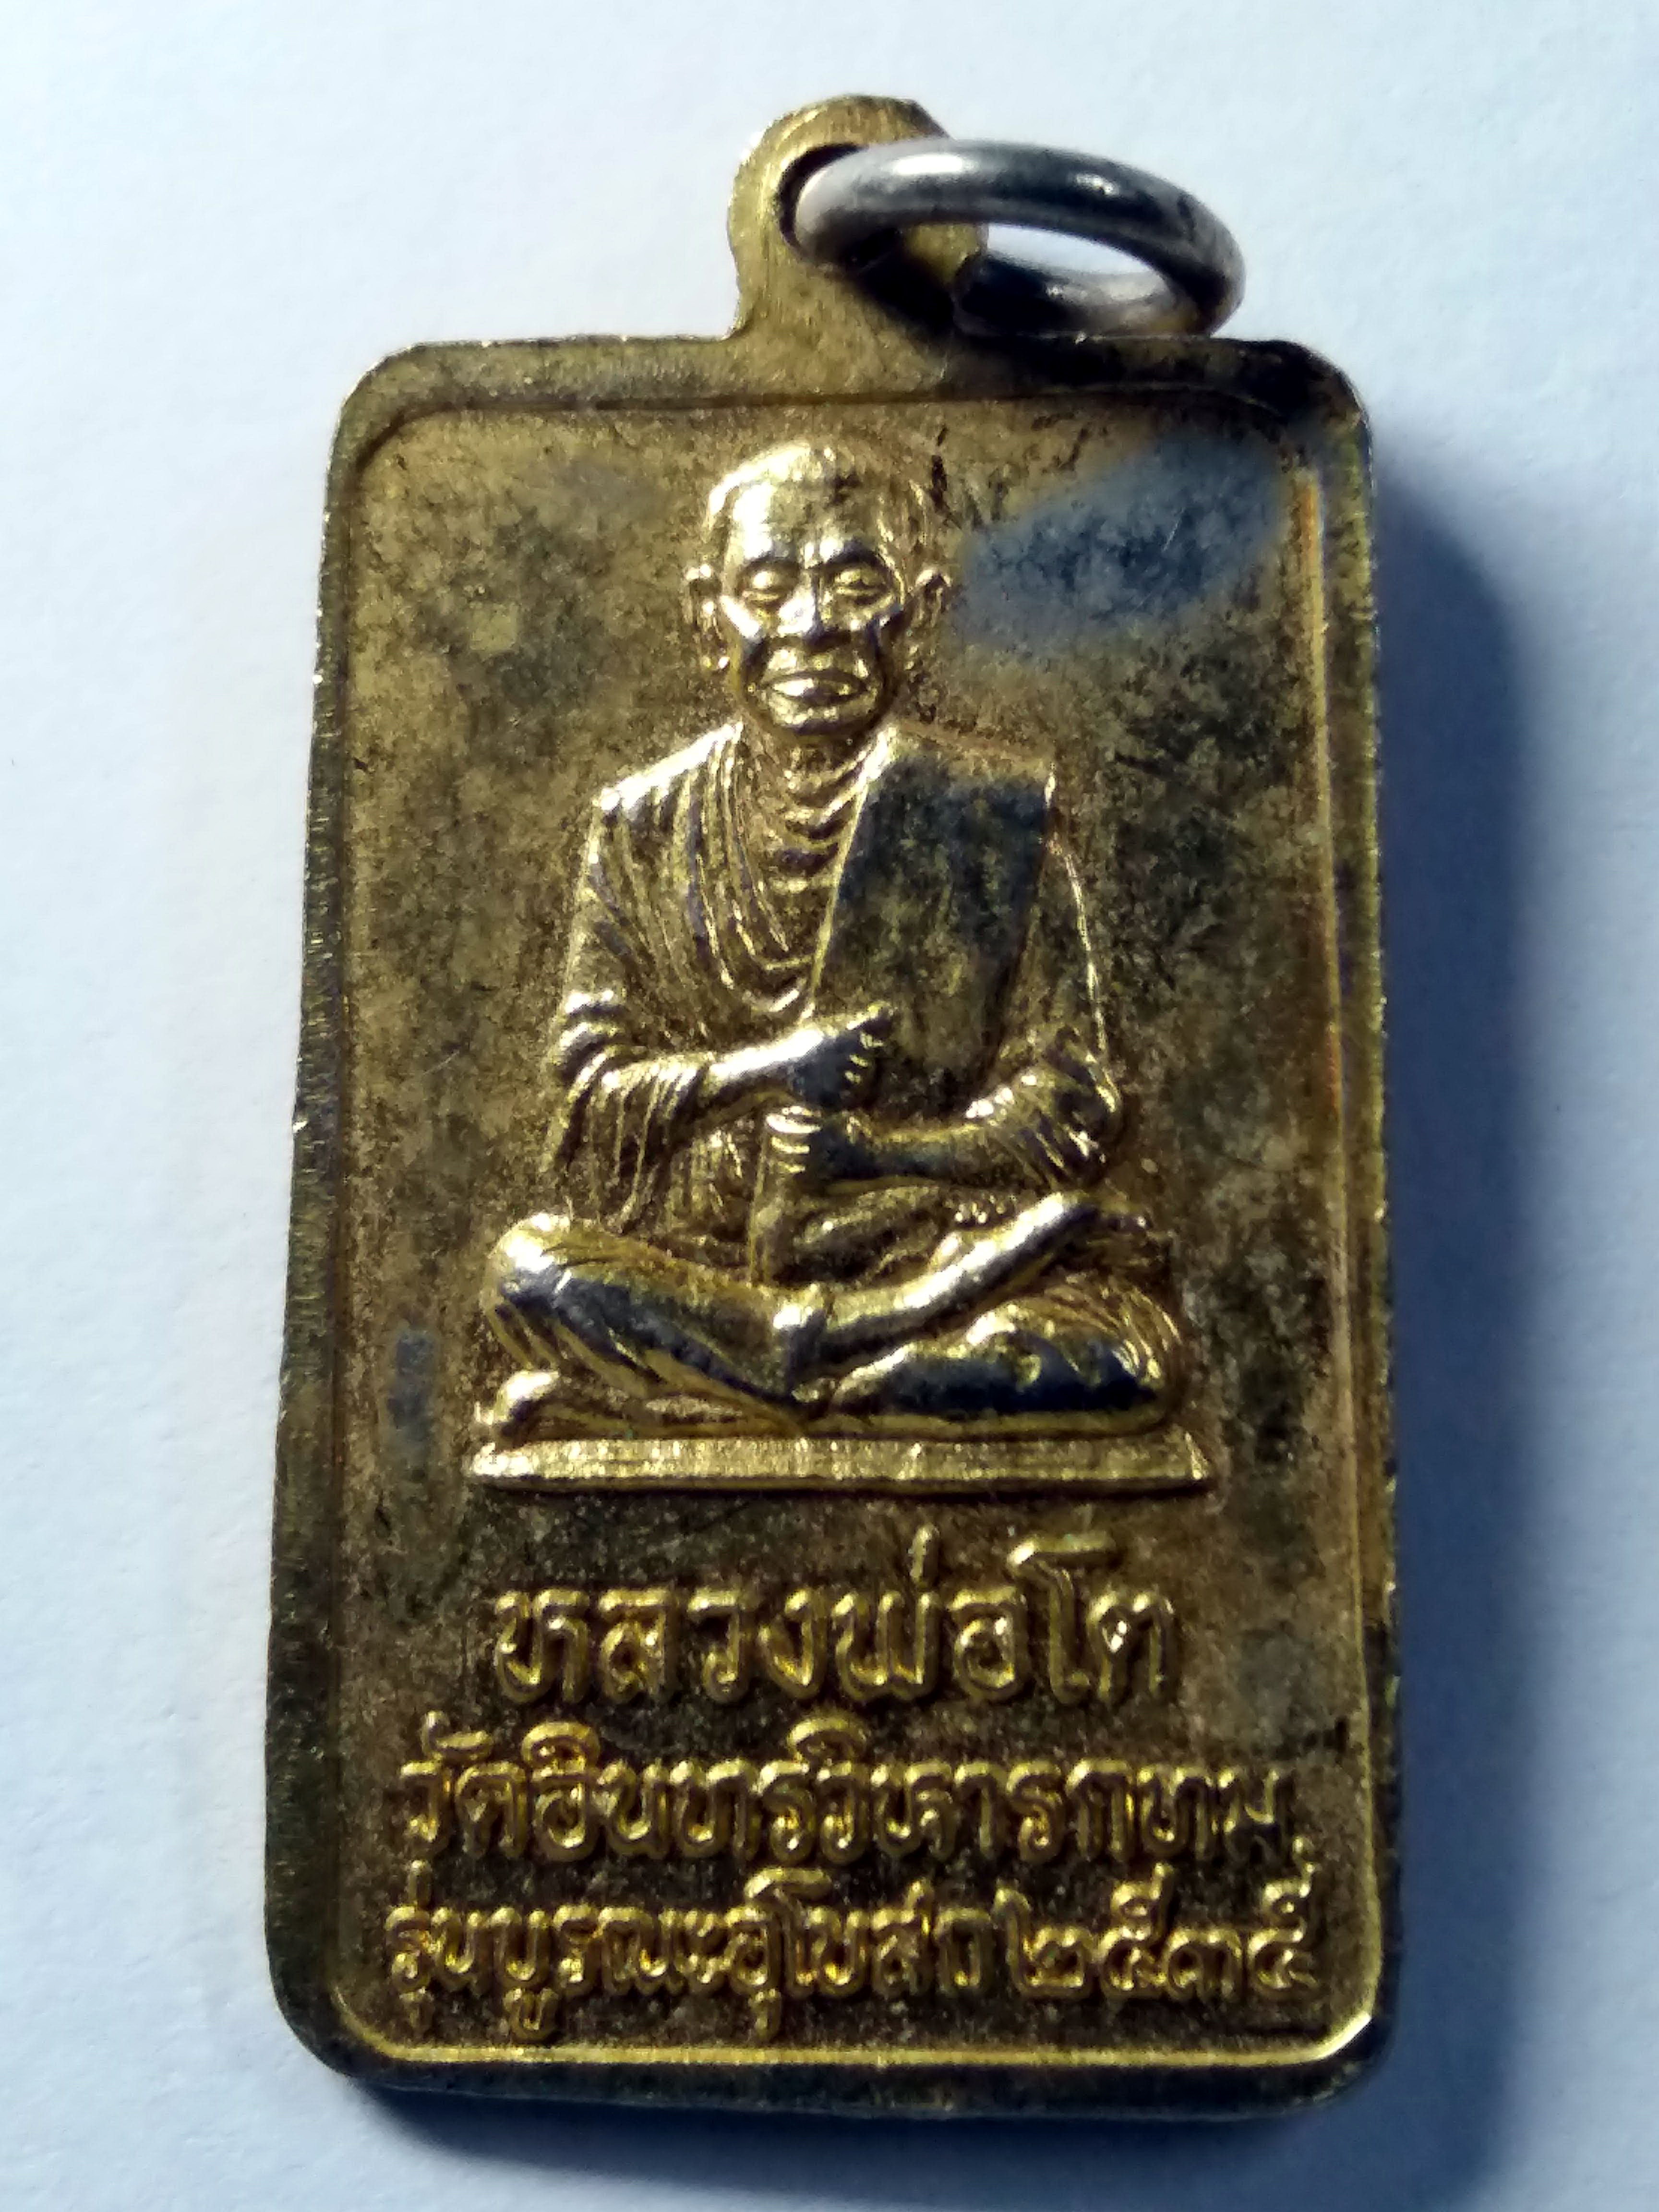 หลวงพ่อโต
วัดอินทรวิหารกทม.
รุ่นบูรณะอุโบสถ ๒๕๓๕